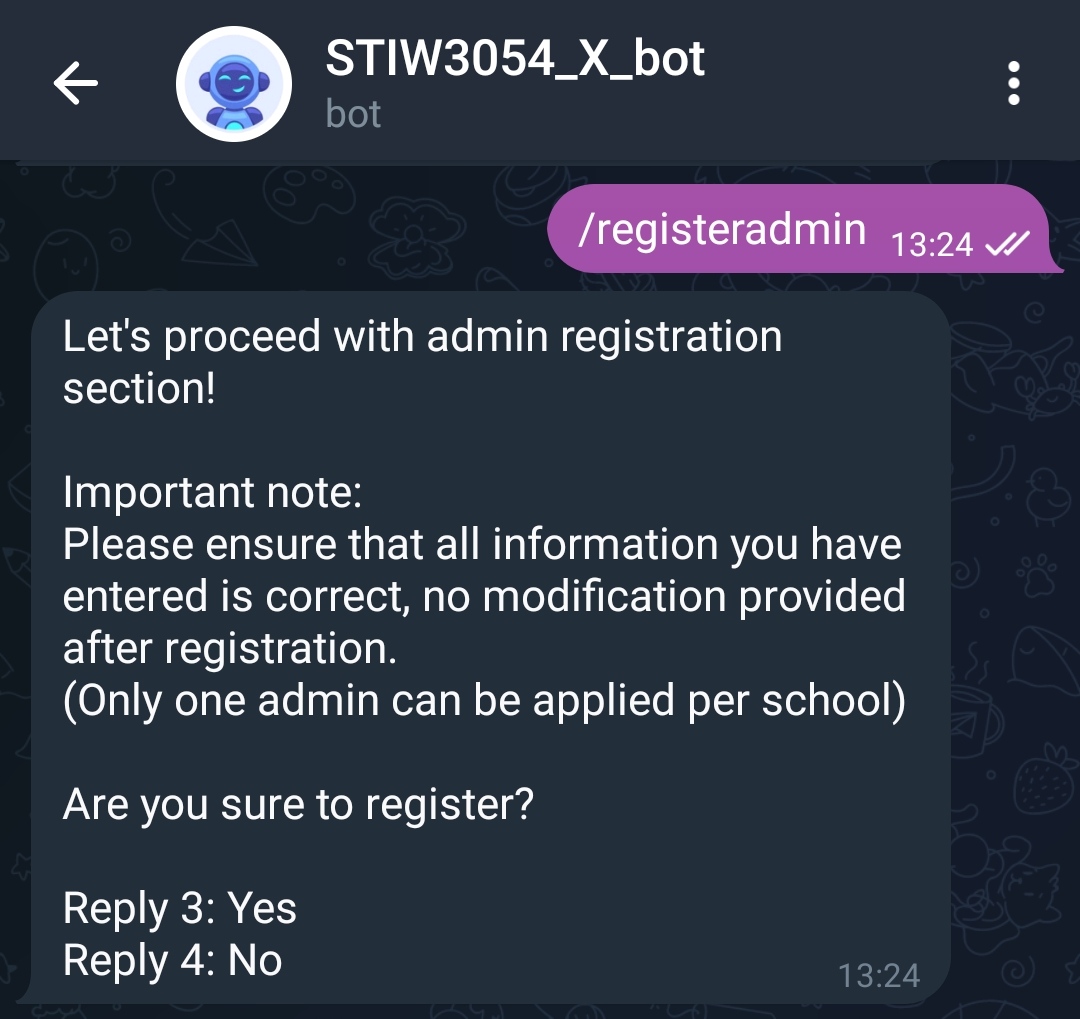 STIW3054_X_bot
bot
/registeradmin 13:24
Let's proceed with admin registration
section!
Important note:
Please ensure that all information you have
entered is correct, no modification provided
after registration.
(Only one admin can be applied per school)
Are you sure to register?
Reply 3: Yes
Reply 4: No
13:24